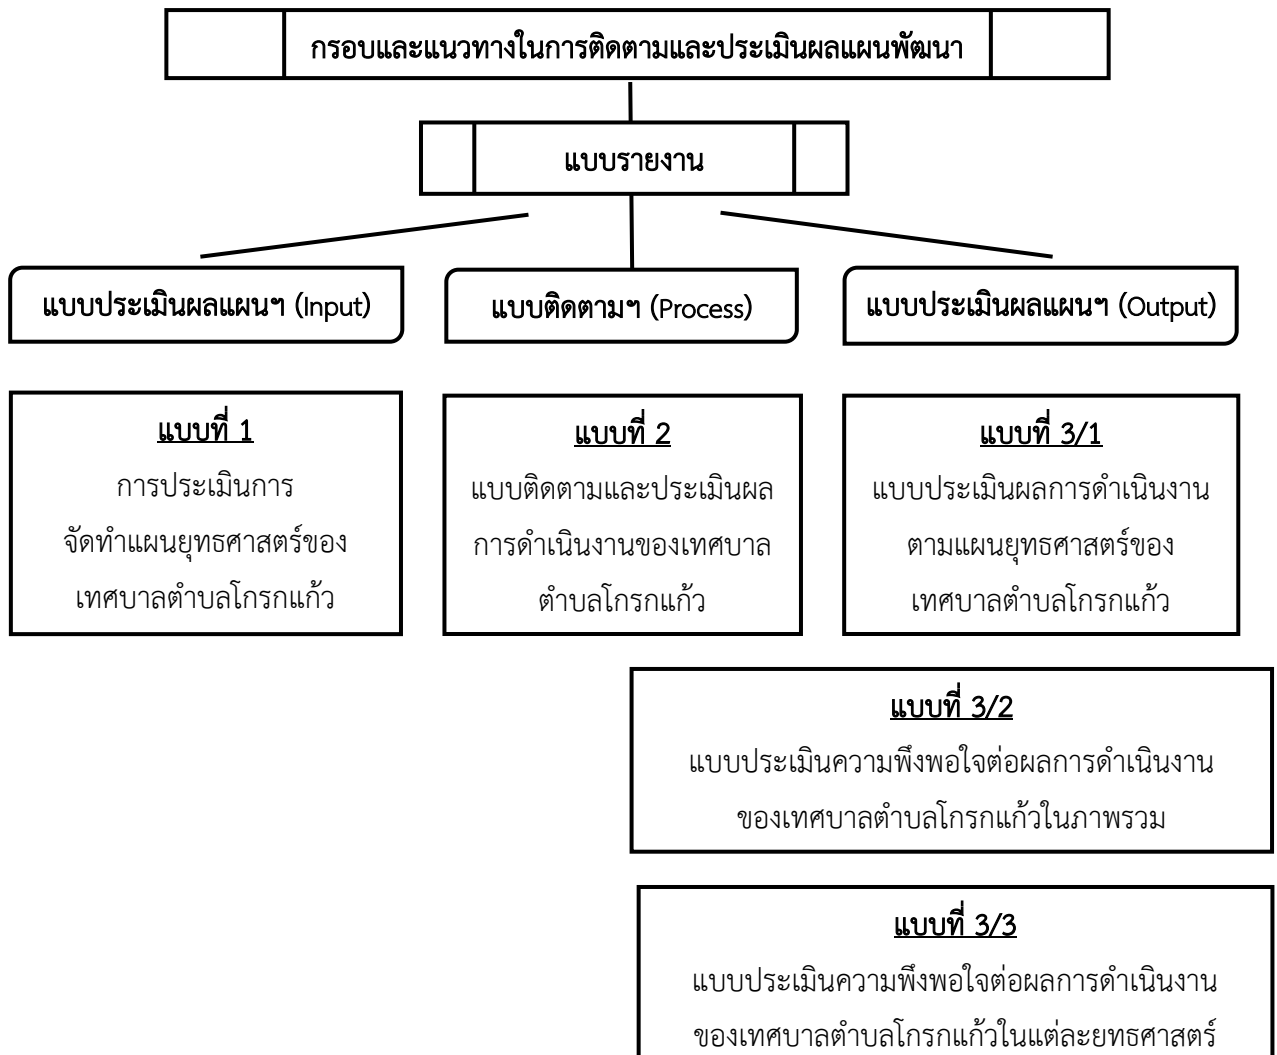 กรอบและแนวทางในการติดตามและประเมินผลแผนพัฒนา
แบบรายงาน
แบบประเมินผลแผนฯ (Input)
แบบติดตามฯ (Process)
แบบประเมินผลแผนฯ (Output)
แบบที่ 1
การประเมินการ
จัดทำแผนยุทธศาสตร์ของ
เทศบาลตำบลโกรกแก้ว
แบบที่ 2
แบบติดตามและประเมินผล
การดำเนินงานของเทศบาล
ตำบลโกรกแก้ว
แบบที่ 3/1
แบบประเมินผลการดำเนินงาน
ตามแผนยุทธศาสตร์ของ
เทศบาลตำบลโกรกแก้ว
แบบที่ 3/2
แบบประเมินความพึงพอใจต่อผลการดำเนินงาน
ของเทศบาลตำบลโกรกแก้วในภาพรวม
แบบที่ 3/3
แบบประเมินความพึงพอใจต่อผลการดำเนินงาน
ของเทศบาลตำบลโกรกแก้วในแต่ละยุทธศาสตร์